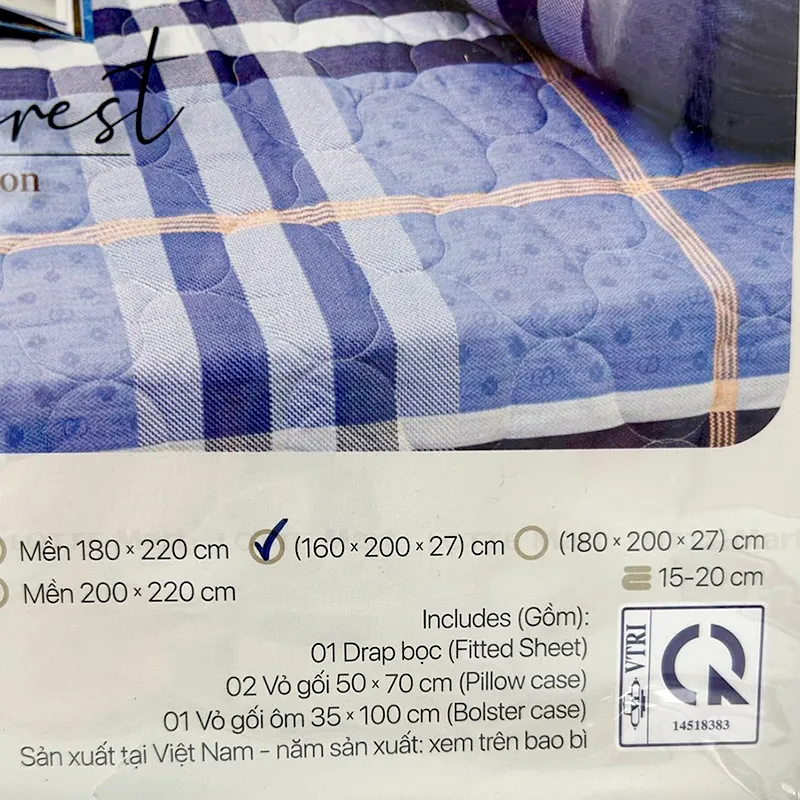 rest
on
Mền 180 × 220 cm (160 × 200 × 27) cm (180 × 200 × 27) cm
Mền 200 × 220 cm 15-20 cm
Includes (Gồm):
01 Drap bọc (Fitted Sheet)
02 Vỏ gối 50 × 70 cm (Pillow case)
01 Vỏ gối ôm 35 × 100 cm (Bolster case)
Sản xuất tại Việt Nam - năm sản xuất: xem trên bao bì
VTRI
CR
14518383